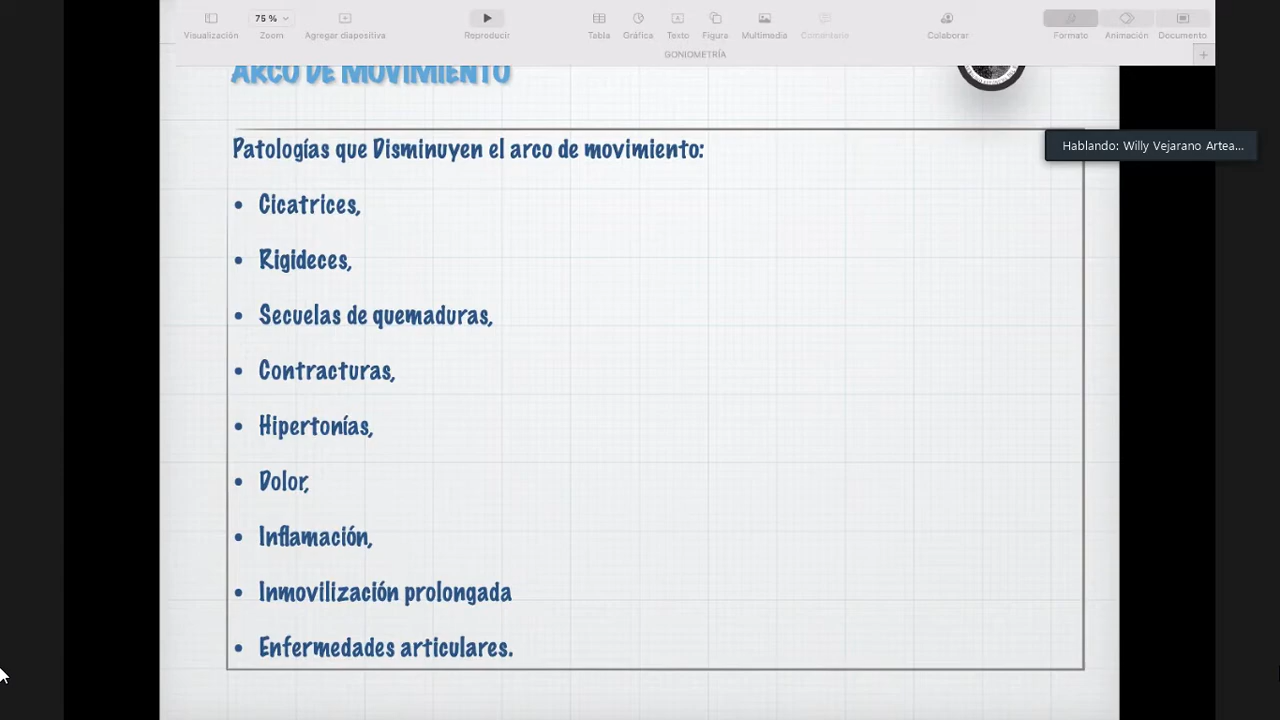 75 %
Visualización Zoom Agregar diapositiva Reproducir Tabla Gráfica Texto Figura Multimedia Comentario Colaborar Formato Animación Documento
GONIOMETRÍA
ARCO DE MOVIMIENTO
Hablando: Willy Vejarano Artea...
Patologías que Disminuyen el arco de movimiento:
• Cicatrices,
• Rigideces,
• Secuelas de quemaduras,
• Contracturas,
• Hipertonías,
• Dolor,
• Inflamación,
• Inmovilización prolongada
• Enfermedades articulares.